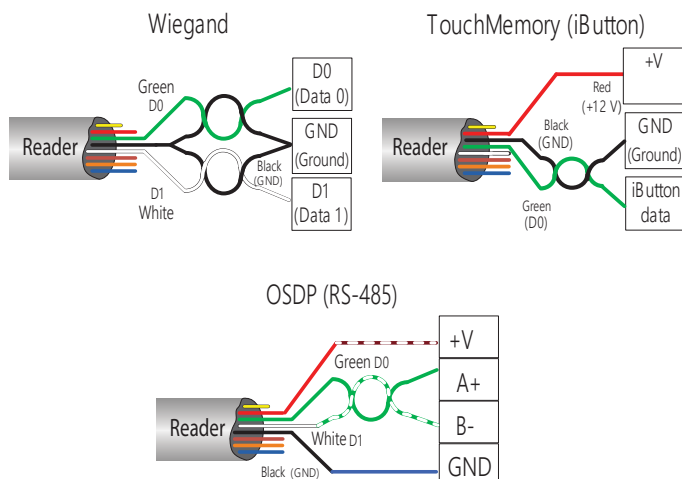 Wiegand
Green
D0
Reader
D1
White
Black
(GND)
D0
(Data 0)
GND
(Ground)
D1
(Data 1)
TouchMemory (iButton)
Red
(+12 V)
Black
(GND)
Reader
Green
(D0)
+V
GND
(Ground)
iButton
data
OSDP (RS-485)
Green D0
Reader
White D1
Black (GND)
+V
A+
B-
GND